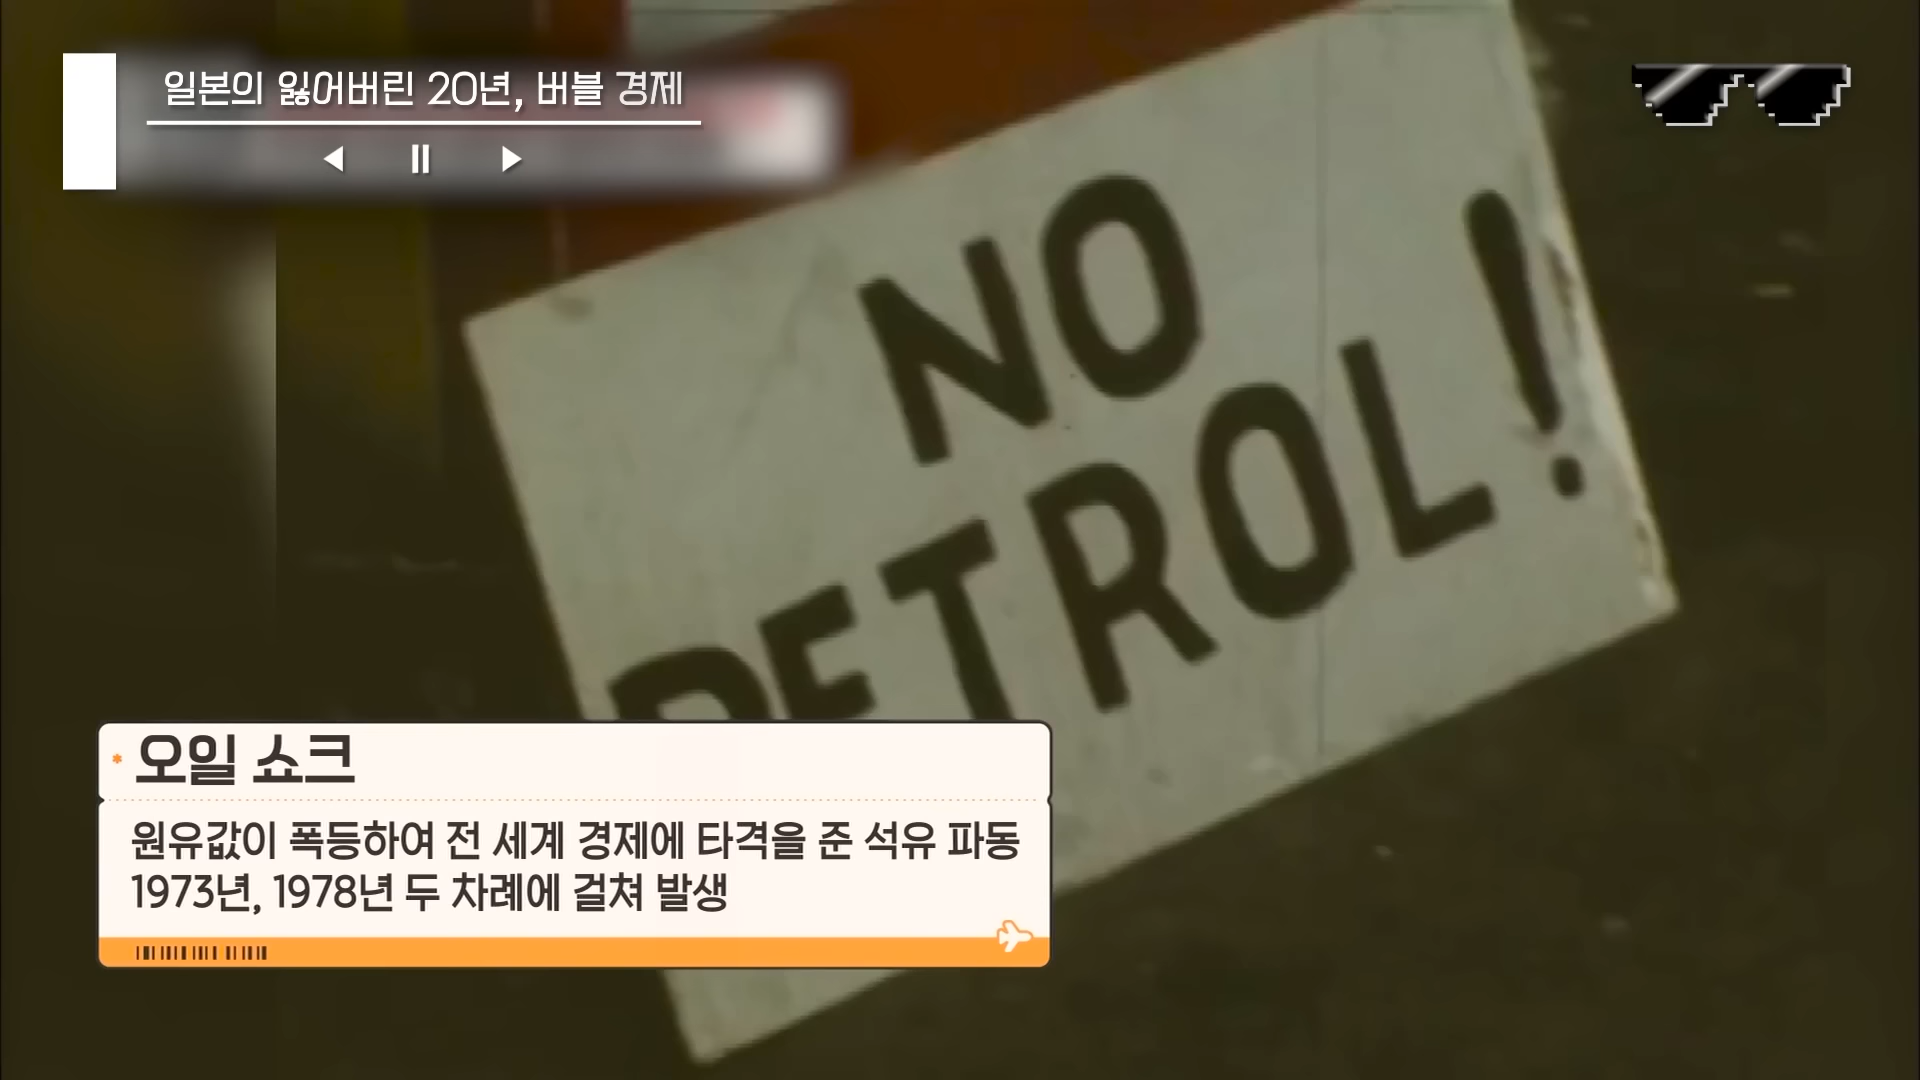 일본의 잃어버린 20년, 버블 경제
NO
PETROL!
오일 쇼크
원유값이 폭등하여 전 세계 경제에 타격을 준 석유 파동
1973년, 1978년 두 차례에 걸쳐 발생